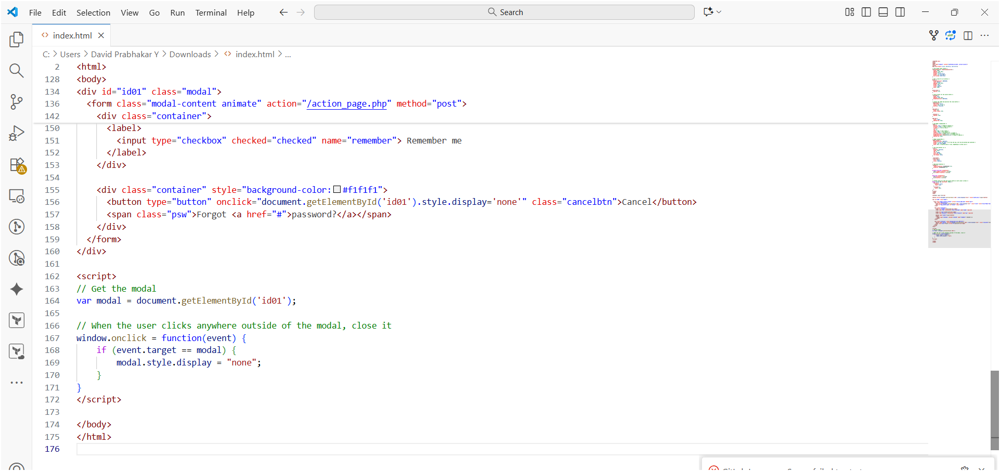 File Edit Selection View Go Run Terminal Help Search
index.html
C: > Users > David Prabhakar Y > Downloads > <> index.html > ...
2 <html>
128 <body>
134 <div id="id01" class="modal">
136 <form class="modal-content animate" action="/action_page.php" method="post">
142 <div class="container">
150 <label>
151 <input type="checkbox" checked="checked" name="remember"> Remember me
152 </label>
153 </div>
154
155 <div class="container" style="background-color:#f1f1f1">
156 <button type="button" onclick="document.getElementById('id01').style.display='none'" class="cancelbtn">Cancel</button>
157 <span class="psw">Forgot <a href="#">password?</a></span>
158 </div>
159 </form>
160 </div>
161
162 <script>
163 // Get the modal
164 var modal = document.getElementById('id01');
165
166 // When the user clicks anywhere outside of the modal, close it
167 window.onclick = function(event) {
168 if (event.target == modal) {
169 modal.style.display = "none";
170 }
171 }
172 </script>
173
174 </body>
175 </html>
176